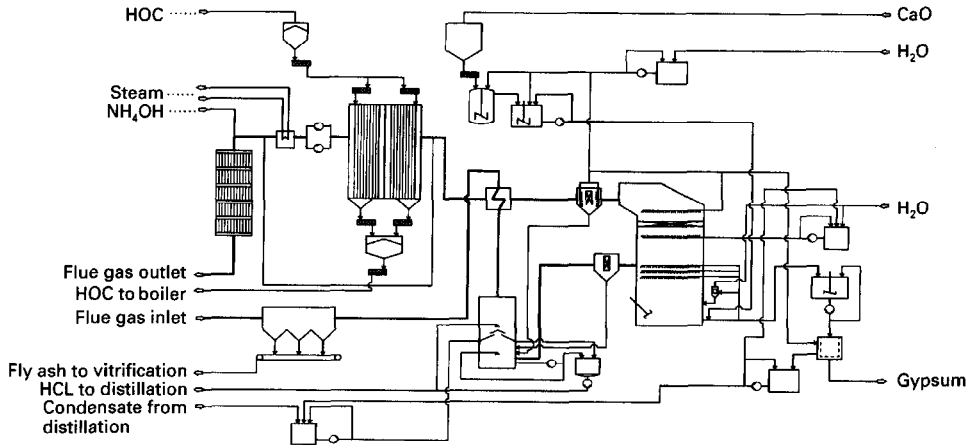 HOC
CaO
H₂O
Steam
NH₄OH
H₂O
Flue gas outlet
HOC to boiler
Flue gas inlet
Fly ash to vitrification
HCL to distillation
Gypsum
Condensate from
distillation